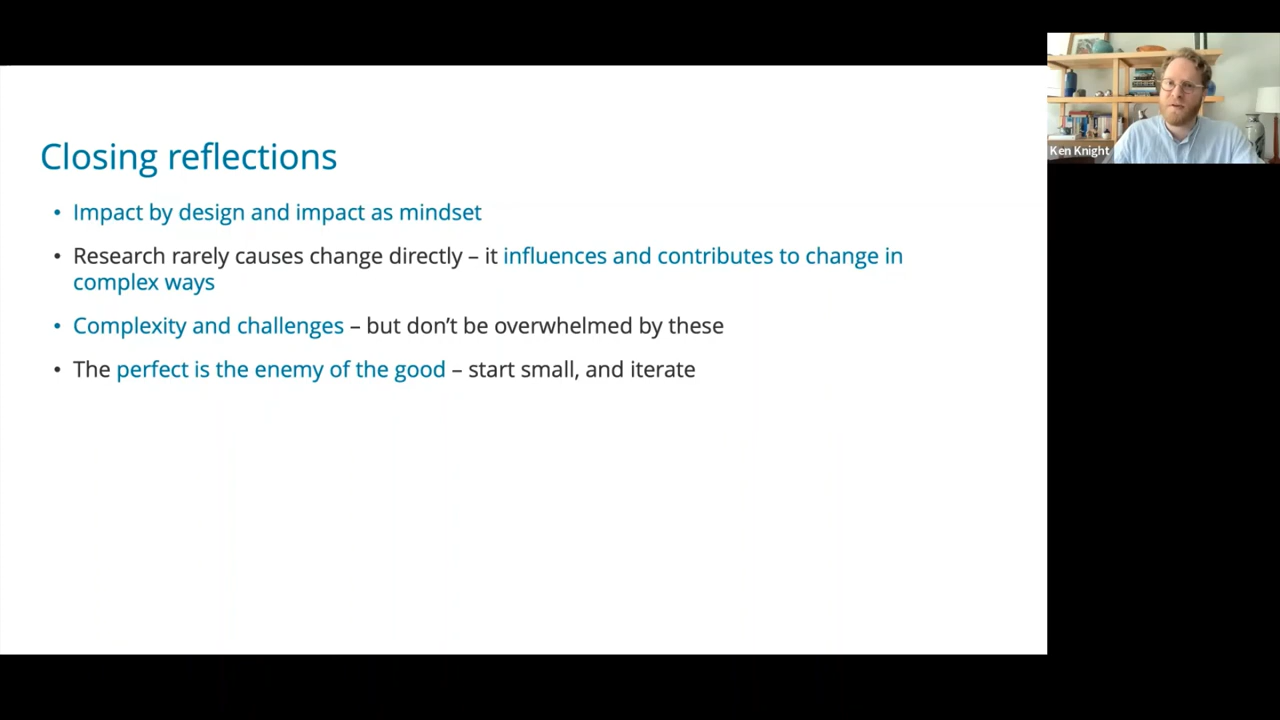 Closing reflections
• Impact by design and impact as mindset
• Research rarely causes change directly – it influences and contributes to change in
complex ways
• Complexity and challenges – but don’t be overwhelmed by these
• The perfect is the enemy of the good – start small, and iterate
Ken Knight